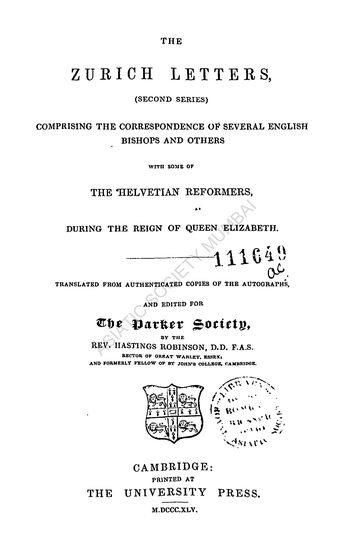 THE
ZURICH LETTERS,
(SECOND SERIES)
COMPRISING THE CORRESPONDENCE OF SEVERAL ENGLISH
BISHOPS AND OTHERS
WITH SOME OF
THE HELVETIAN REFORMERS,
DURING THE REIGN OF QUEEN ELIZABETH.
111649
TRANSLATED FROM AUTHENTICATED COPIES OF THE AUTOGRAPHS,
AND EDITED FOR
The Parker Society,
BY THE
REV. HASTINGS ROBINSON, D.D. F.A.S.
RECTOR OF GREAT WARLEY, ESSEX;
AND FORMERLY FELLOW OF ST JOHN'S COLLEGE, CAMBRIDGE.
ASIATIC SOCIETY MUMBAI
CAMBRIDGE:
PRINTED AT
THE UNIVERSITY PRESS.
M.DCCC.XLV.